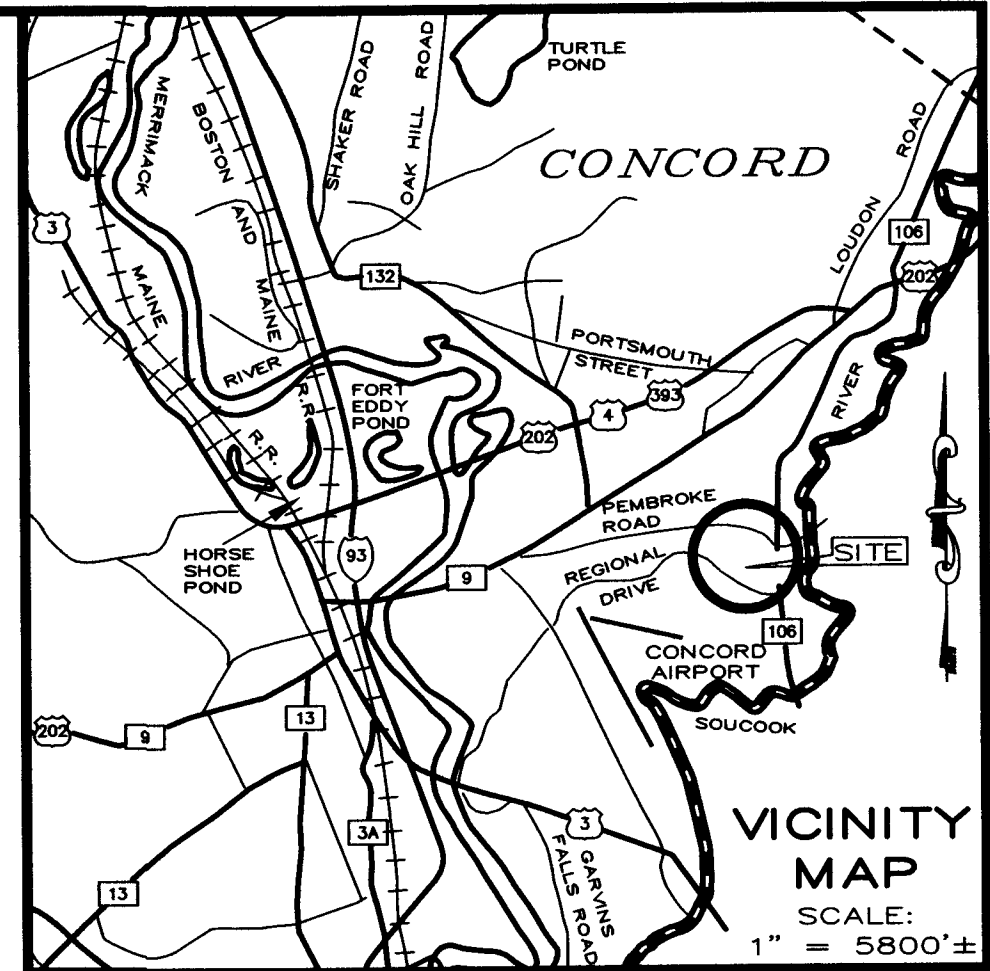 TURTLE
POND
SHAKER ROAD
OAK HILL ROAD
MERRIMACK
BOSTON
AND
MAINE
CONCORD
LOUDON
ROAD
106
202
3
132
MAINE
RIVER
R.R.
FORT
EDDY
POND
PORTSMOUTH
STREET
393
4
202
RIVER
R.R.
HORSE
SHOE
POND
93
9
PEMBROKE
ROAD
REGIONAL
DRIVE
SITE
106
CONCORD
AIRPORT
SOUCOOK
202
9
13
3A
13
3
GARVINS
FALLS ROAD
VICINITY
MAP
SCALE:
1" = 5800'±